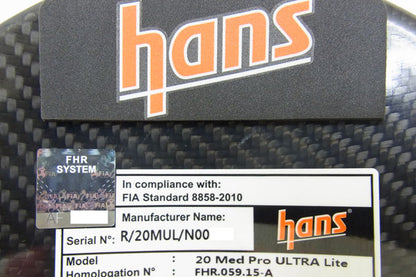 hans
FHR
SYSTEM
AF
In compliance with:
FIA Standard 8858-2010
Manufacturer Name:
hans
Serial N°: R/20MUL/N00
Model : 20 Med Pro ULTRA Lite
Homologation N° : FHR.059.15-A